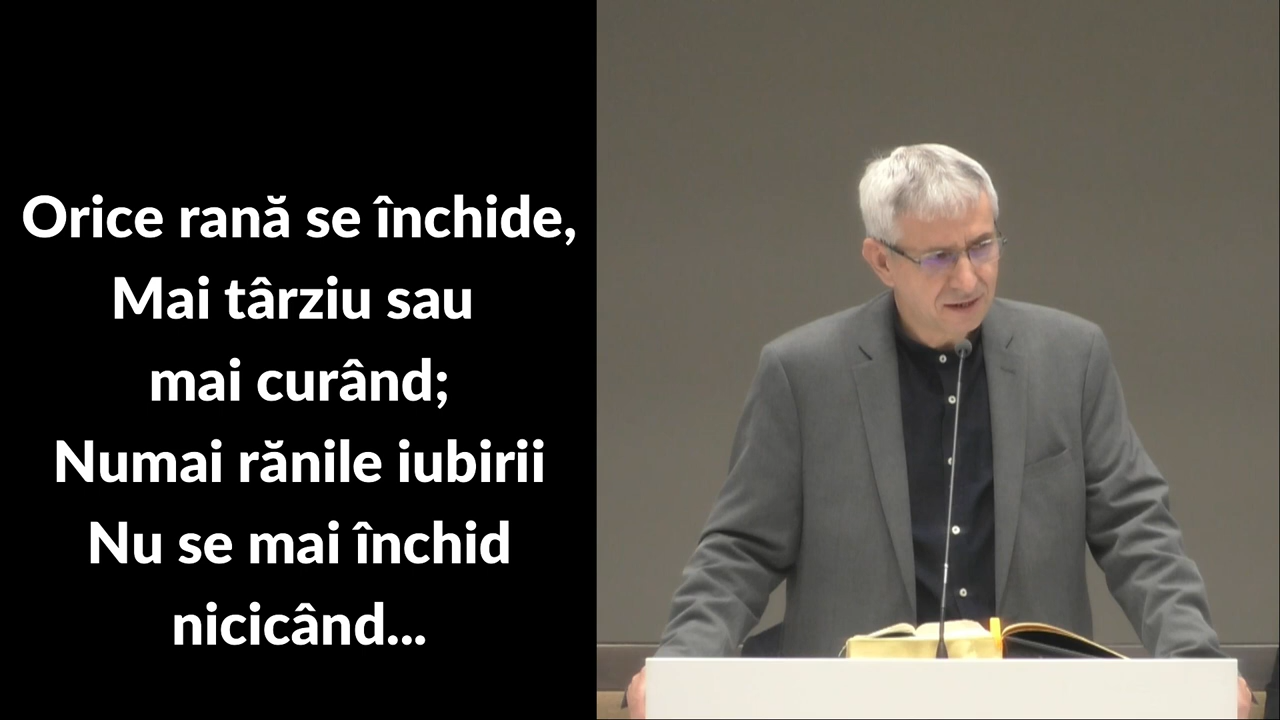 Orice rană se închide,
Mai târziu sau
mai curând;
Numai rănile iubirii
Nu se mai închid
nicicând...